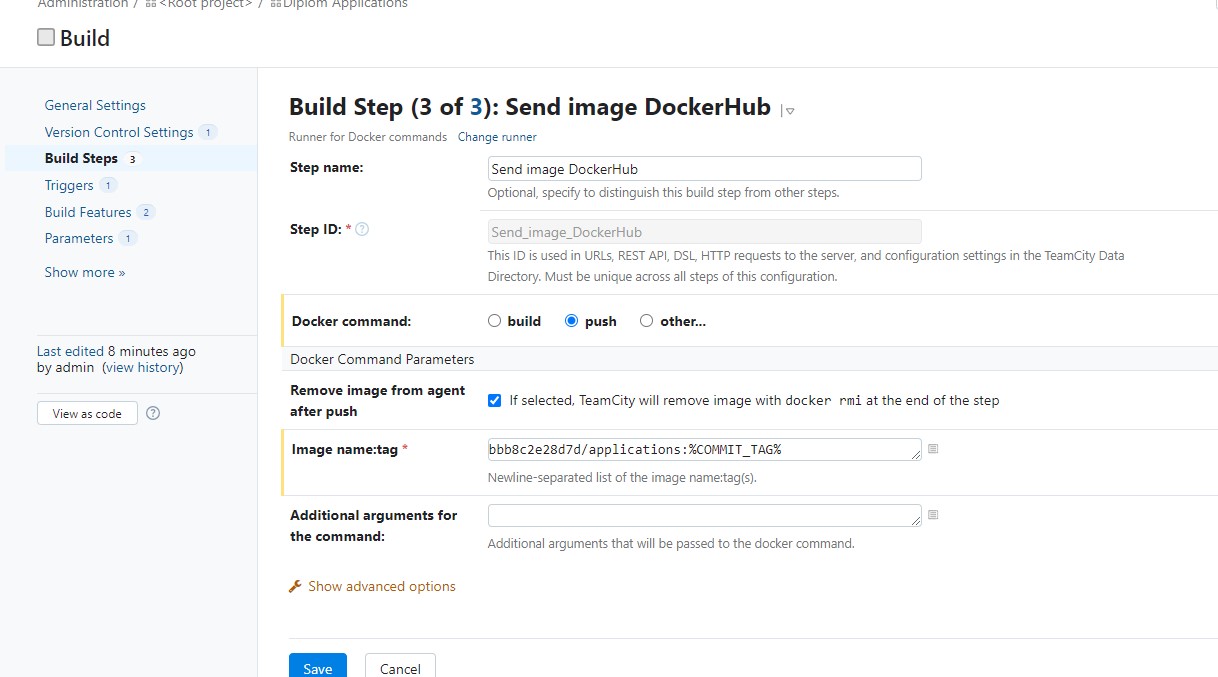 Administration / <Root project> / Diplom Applications
Build
General Settings
Version Control Settings 1
Build Steps 3
Triggers 1
Build Features 2
Parameters 1
Show more »
Last edited 8 minutes ago
by admin (view history)
View as code ?
Build Step (3 of 3): Send image DockerHub
Runner for Docker commands Change runner
Step name: Send image DockerHub
Optional, specify to distinguish this build step from other steps.
Step ID: * ? Send_image_DockerHub
This ID is used in URLs, REST API, DSL, HTTP requests to the server, and configuration settings in the TeamCity Data
Directory. Must be unique across all steps of this configuration.
Docker command: build push other...
Docker Command Parameters
Remove image from agent
after push
If selected, TeamCity will remove image with docker rmi at the end of the step
Image name:tag * bbb8c2e28d7d/applications:%COMMIT_TAG%
Newline-separated list of the image name:tag(s).
Additional arguments for
the command:
Additional arguments that will be passed to the docker command.
Show advanced options
Save Cancel